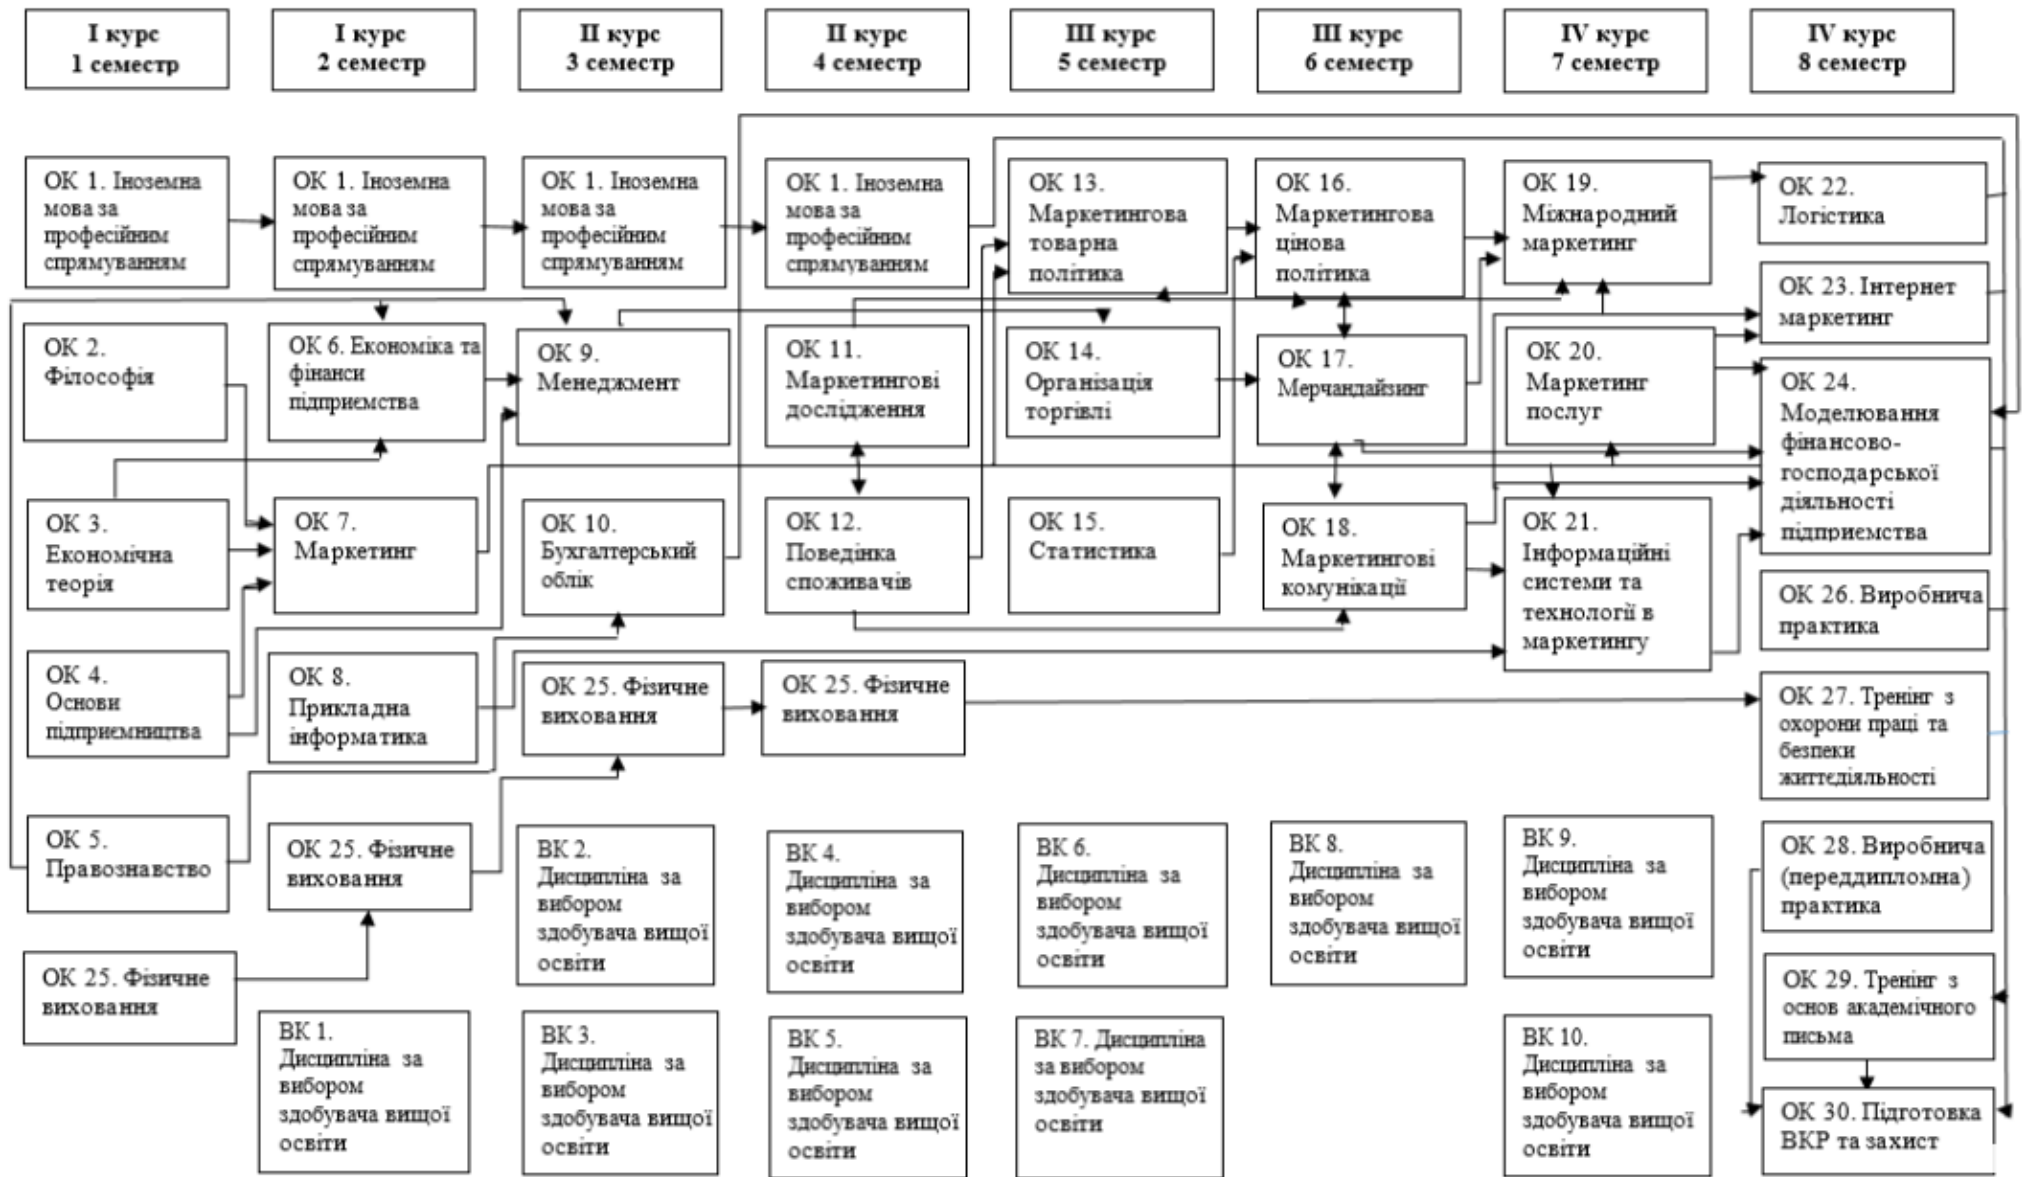 I курс
1 семестр
I курс
2 семестр
II курс
3 семестр
II курс
4 семестр
III курс
5 семестр
III курс
6 семестр
IV курс
7 семестр
IV курс
8 семестр
ОК 1. Іноземна
мова за
професійним
спрямуванням
ОК 1. Іноземна
мова за
професійним
спрямуванням
ОК 1. Іноземна
мова за
професійним
спрямуванням
ОК 1. Іноземна
мова за
професійним
спрямуванням
ОК 13.
Маркетингова
товарна
політика
ОК 16.
Маркетингова
цінова
політика
ОК 19.
Міжнародний
маркетинг
ОК 22.
Логістика
ОК 23. Інтернет
маркетинг
ОК 2.
Філософія
ОК 6. Економіка та
фінанси
підприємства
ОК 9.
Менеджмент
ОК 11.
Маркетингові
дослідження
ОК 14.
Організація
торгівлі
ОК 17.
Мерчандайзинг
ОК 20.
Маркетинг
послуг
ОК 24.
Моделювання
фінансово-
господарської
діяльності
підприємства
ОК 3.
Економічна
теорія
ОК 7.
Маркетинг
ОК 10.
Бухгалтерський
облік
ОК 12.
Поведінка
споживачів
ОК 15.
Статистика
ОК 18.
Маркетингові
комунікації
ОК 21.
Інформаційні
системи та
технології в
маркетингу
ОК 26. Виробнича
практика
ОК 4.
Основи
підприємництва
ОК 8.
Прикладна
інформатика
ОК 25. Фізичне
виховання
ОК 25. Фізичне
виховання
ОК 27. Тренінг з
охорони праці та
безпеки
життєдіяльності
ОК 5.
Правознавство
ОК 25. Фізичне
виховання
ВК 2.
Дисципліна за
вибором
здобувача вищої
освіти
ВК 4.
Дисципліна за
вибором
здобувача вищої
освіти
ВК 6.
Дисципліна за
вибором
здобувача вищої
освіти
ВК 8.
Дисципліна за
вибором
здобувача вищої
освіти
ВК 9.
Дисципліна за
вибором
здобувача вищої
освіти
ОК 28. Виробнича
(переддипломна)
практика
ОК 25. Фізичне
виховання
ОК 29. Тренінг з
основ академічного
письма
ВК 1.
Дисципліна за
вибором
здобувача вищої
освіти
ВК 3.
Дисципліна за
вибором
здобувача вищої
освіти
ВК 5.
Дисципліна за
вибором
здобувача вищої
освіти
ВК 7. Дисципліна
за вибором
здобувача вищої
освіти
ВК 10.
Дисципліна за
вибором
здобувача вищої
освіти
ОК 30. Підготовка
ВКР та захист